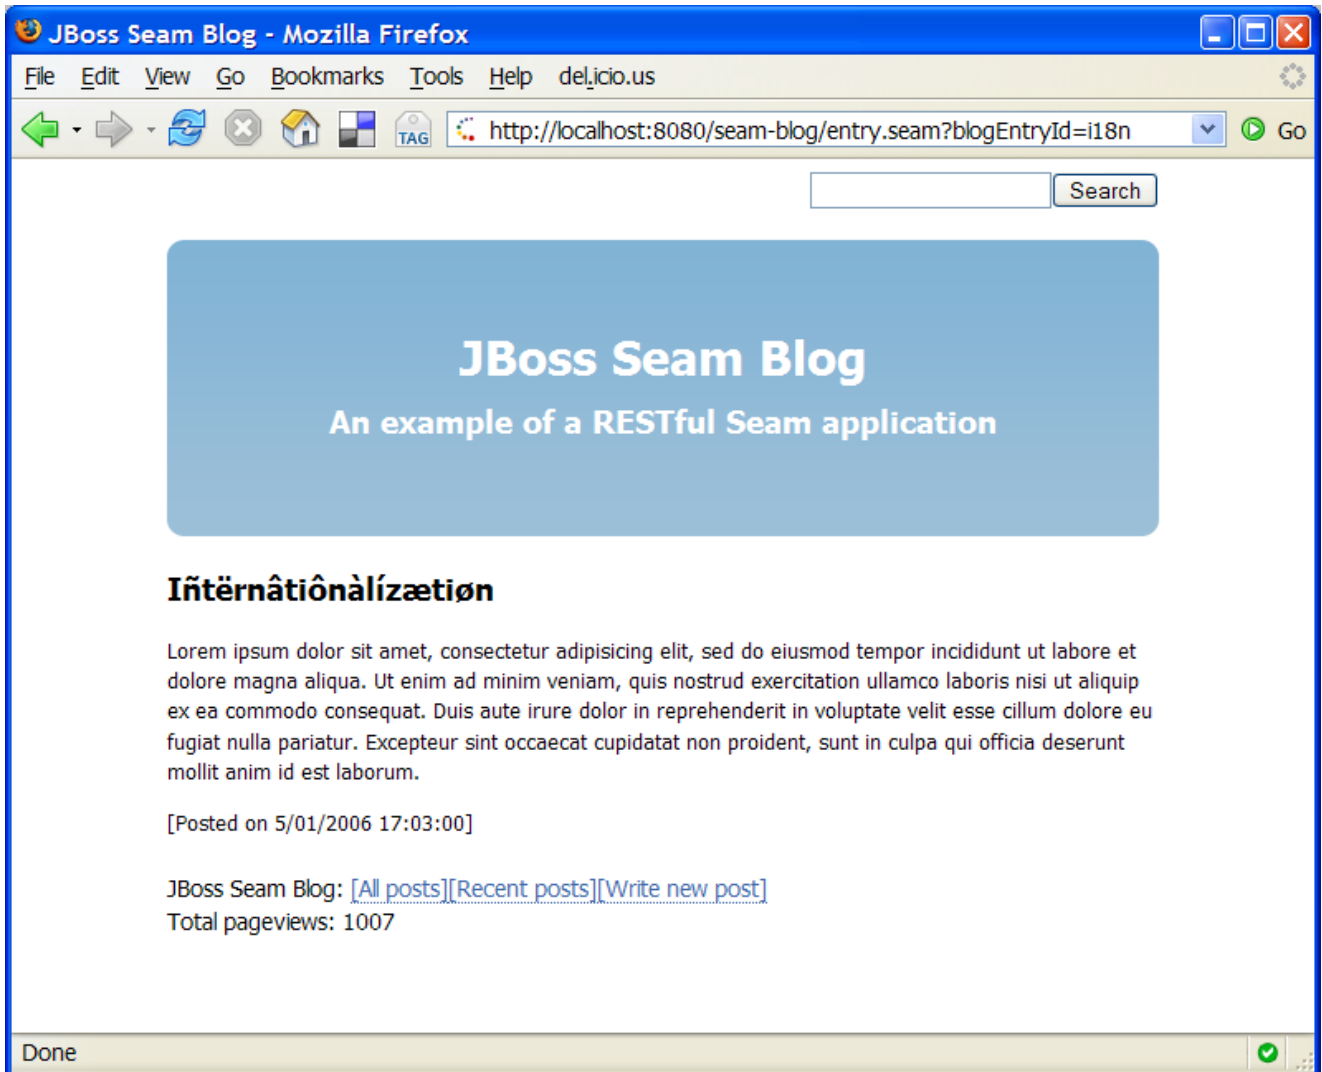 JBoss Seam Blog - Mozilla Firefox
File Edit View Go Bookmarks Tools Help del.icio.us
TAG http://localhost:8080/seam-blog/entry.seam?blogEntryId=i18n Go
Search
JBoss Seam Blog
An example of a RESTful Seam application
Iñtërnâtiônàlízætiøn
Lorem ipsum dolor sit amet, consectetur adipisicing elit, sed do eiusmod tempor incididunt ut labore et
dolore magna aliqua. Ut enim ad minim veniam, quis nostrud exercitation ullamco laboris nisi ut aliquip
ex ea commodo consequat. Duis aute irure dolor in reprehenderit in voluptate velit esse cillum dolore eu
fugiat nulla pariatur. Excepteur sint occaecat cupidatat non proident, sunt in culpa qui officia deserunt
mollit anim id est laborum.
[Posted on 5/01/2006 17:03:00]
JBoss Seam Blog: [All posts][Recent posts][Write new post]
Total pageviews: 1007
Done